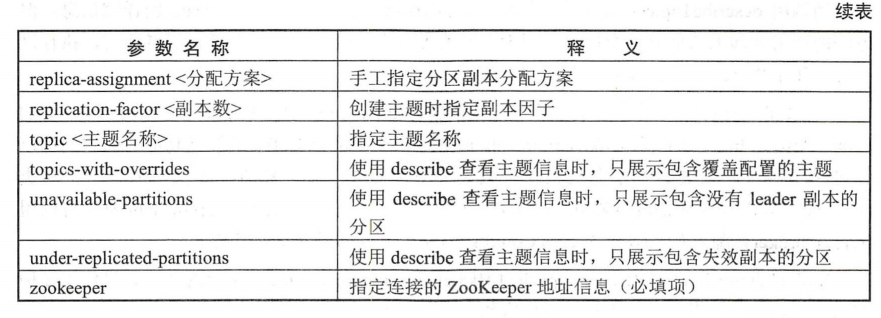 续表
参数名称 释义
replica-assignment <分配方案> 手工指定分区副本分配方案
replication-factor <副本数> 创建主题时指定副本因子
topic <主题名称> 指定主题名称
topics-with-overrides 使用 describe 查看主题信息时，只展示包含覆盖配置的主题
unavailable-partitions 使用 describe 查看主题信息时，只展示包含没有 leader 副本的
分区
under-replicated-partitions 使用 describe 查看主题信息时，只展示包含失效副本的分区
zookeeper 指定连接的 ZooKeeper 地址信息（必填项）